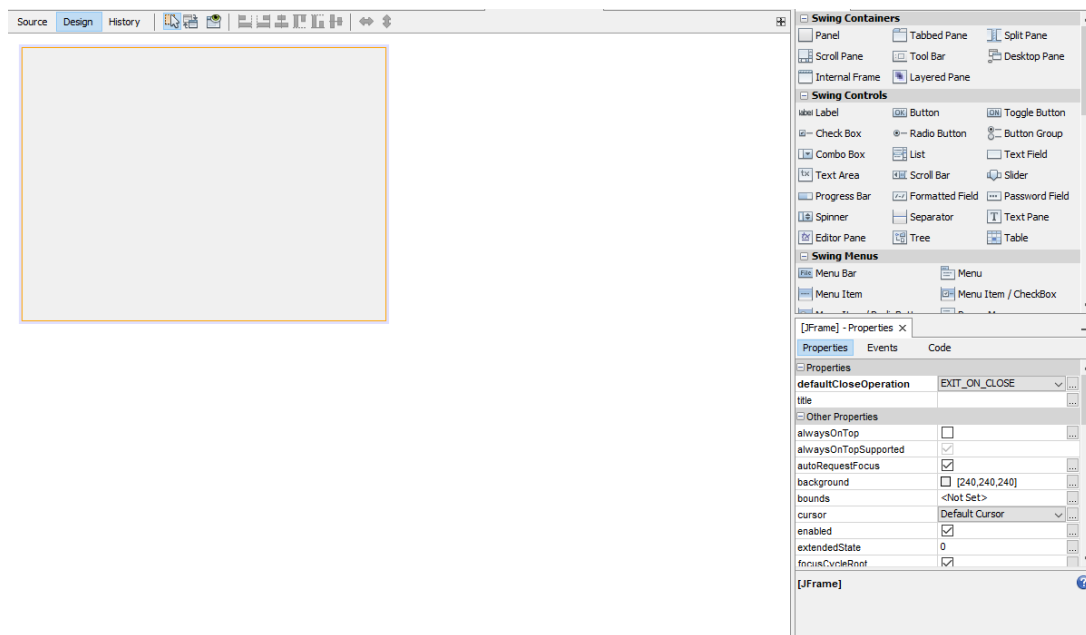 Source Design History
Swing Containers
Panel Tabbed Pane Split Pane
Scroll Pane Tool Bar Desktop Pane
Internal Frame Layered Pane
Swing Controls
label Label OK Button ON Toggle Button
Check Box Radio Button Button Group
Combo Box List Text Field
Text Area Scroll Bar Slider
Progress Bar Formatted Field Password Field
Spinner Separator Text Pane
Editor Pane Tree Table
Swing Menus
File Menu Bar Menu
Menu Item Menu Item / CheckBox
[JFrame] - Properties
Properties Events Code
Properties
defaultCloseOperation EXIT_ON_CLOSE ...
title ...
Other Properties
alwaysOnTop ...
alwaysOnTopSupported
autoRequestFocus ...
background [240,240,240] ...
bounds <Not Set> ...
cursor Default Cursor ...
enabled ...
extendedState 0 ...
focusCycleRoot
[JFrame]